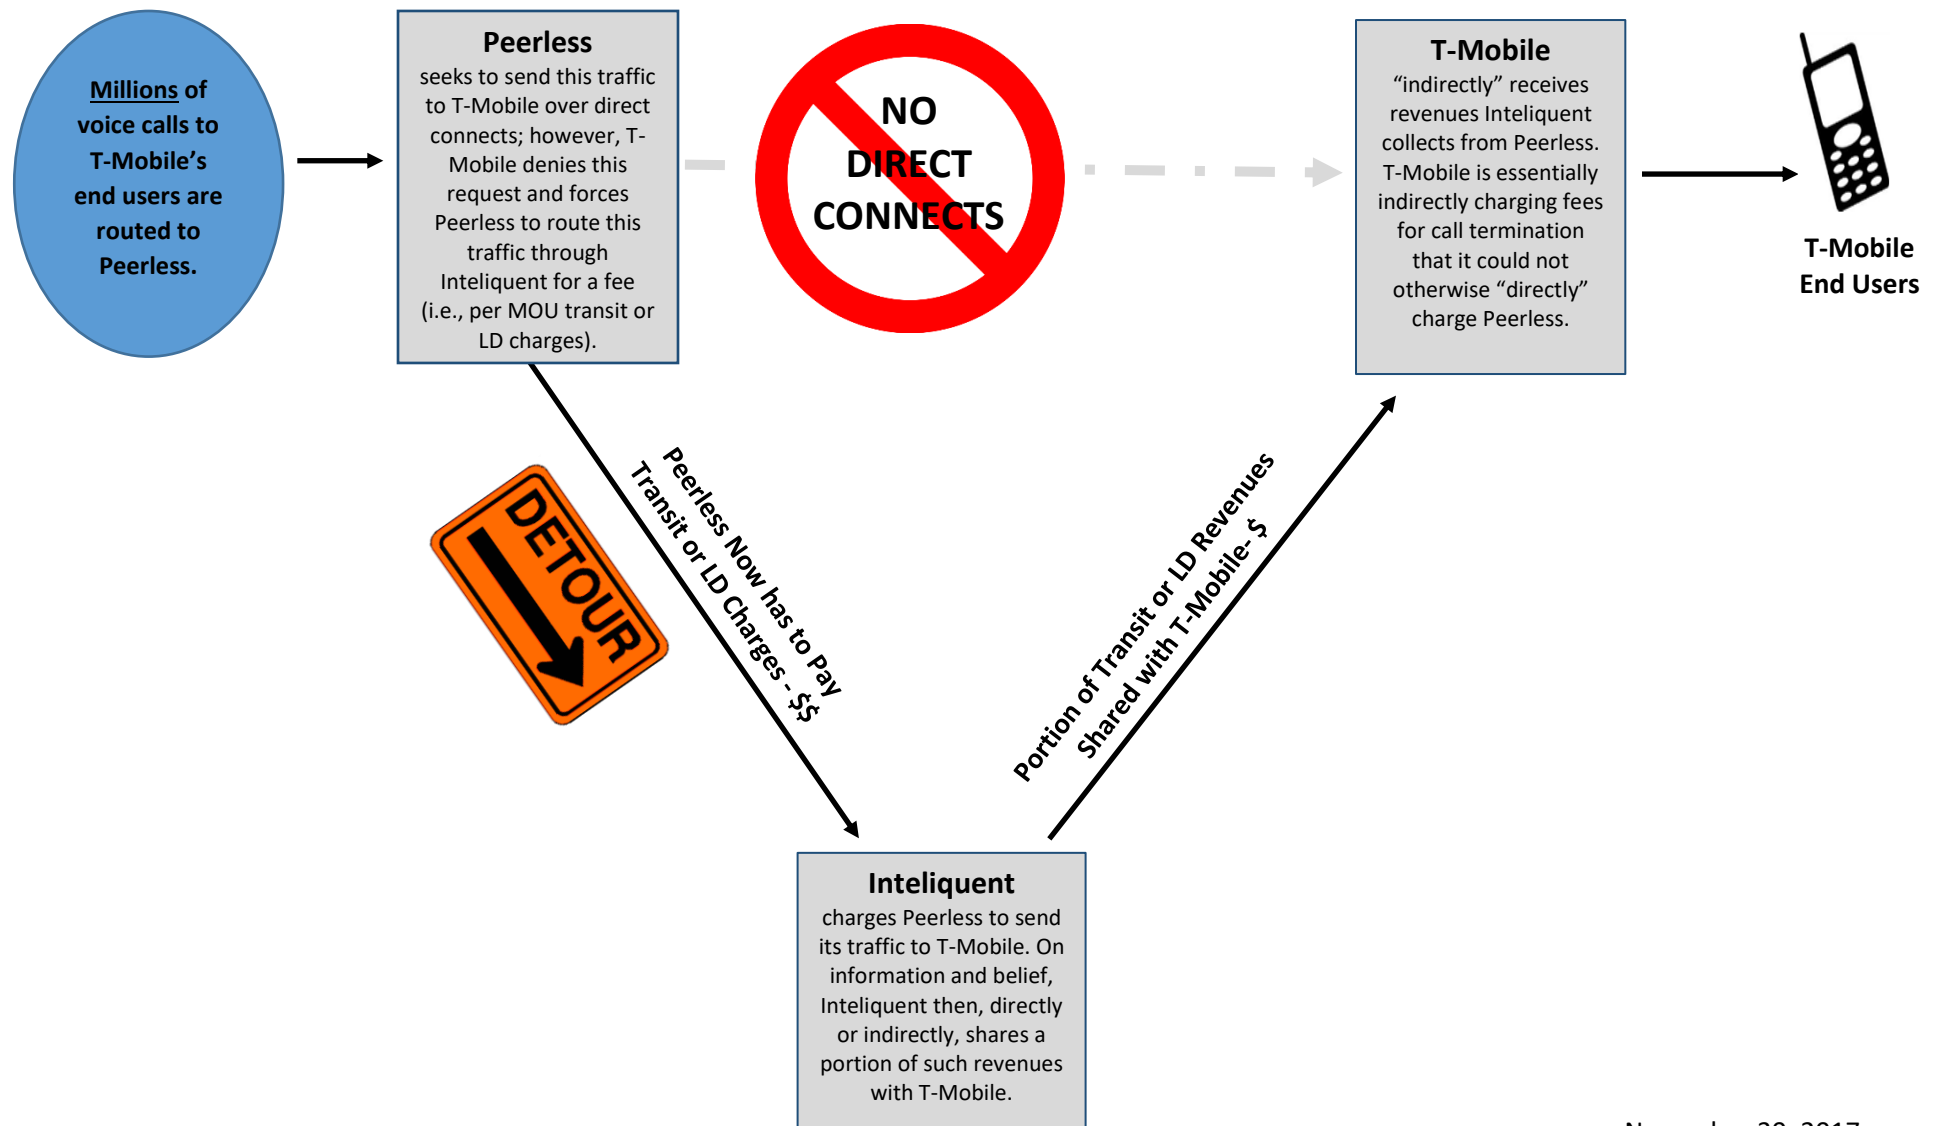 Millions of
voice calls to
T-Mobile’s
end users are
routed to
Peerless.
Peerless
seeks to send this traffic
to T-Mobile over direct
connects; however, T-
Mobile denies this
request and forces
Peerless to route this
traffic through
Inteliquent for a fee
(i.e., per MOU transit or
LD charges).
NO
DIRECT
CONNECTS
T-Mobile
“indirectly” receives
revenues Inteliquent
collects from Peerless.
T-Mobile is essentially
indirectly charging fees
for call termination
that it could not
otherwise “directly”
charge Peerless.
T-Mobile
End Users
DETOUR
Peerless Now has to Pay
Transit or LD Charges - $$
Portion of Transit or LD Revenues
Shared with T-Mobile- $
Inteliquent
charges Peerless to send
its traffic to T-Mobile. On
information and belief,
Inteliquent then, directly
or indirectly, shares a
portion of such revenues
with T-Mobile.